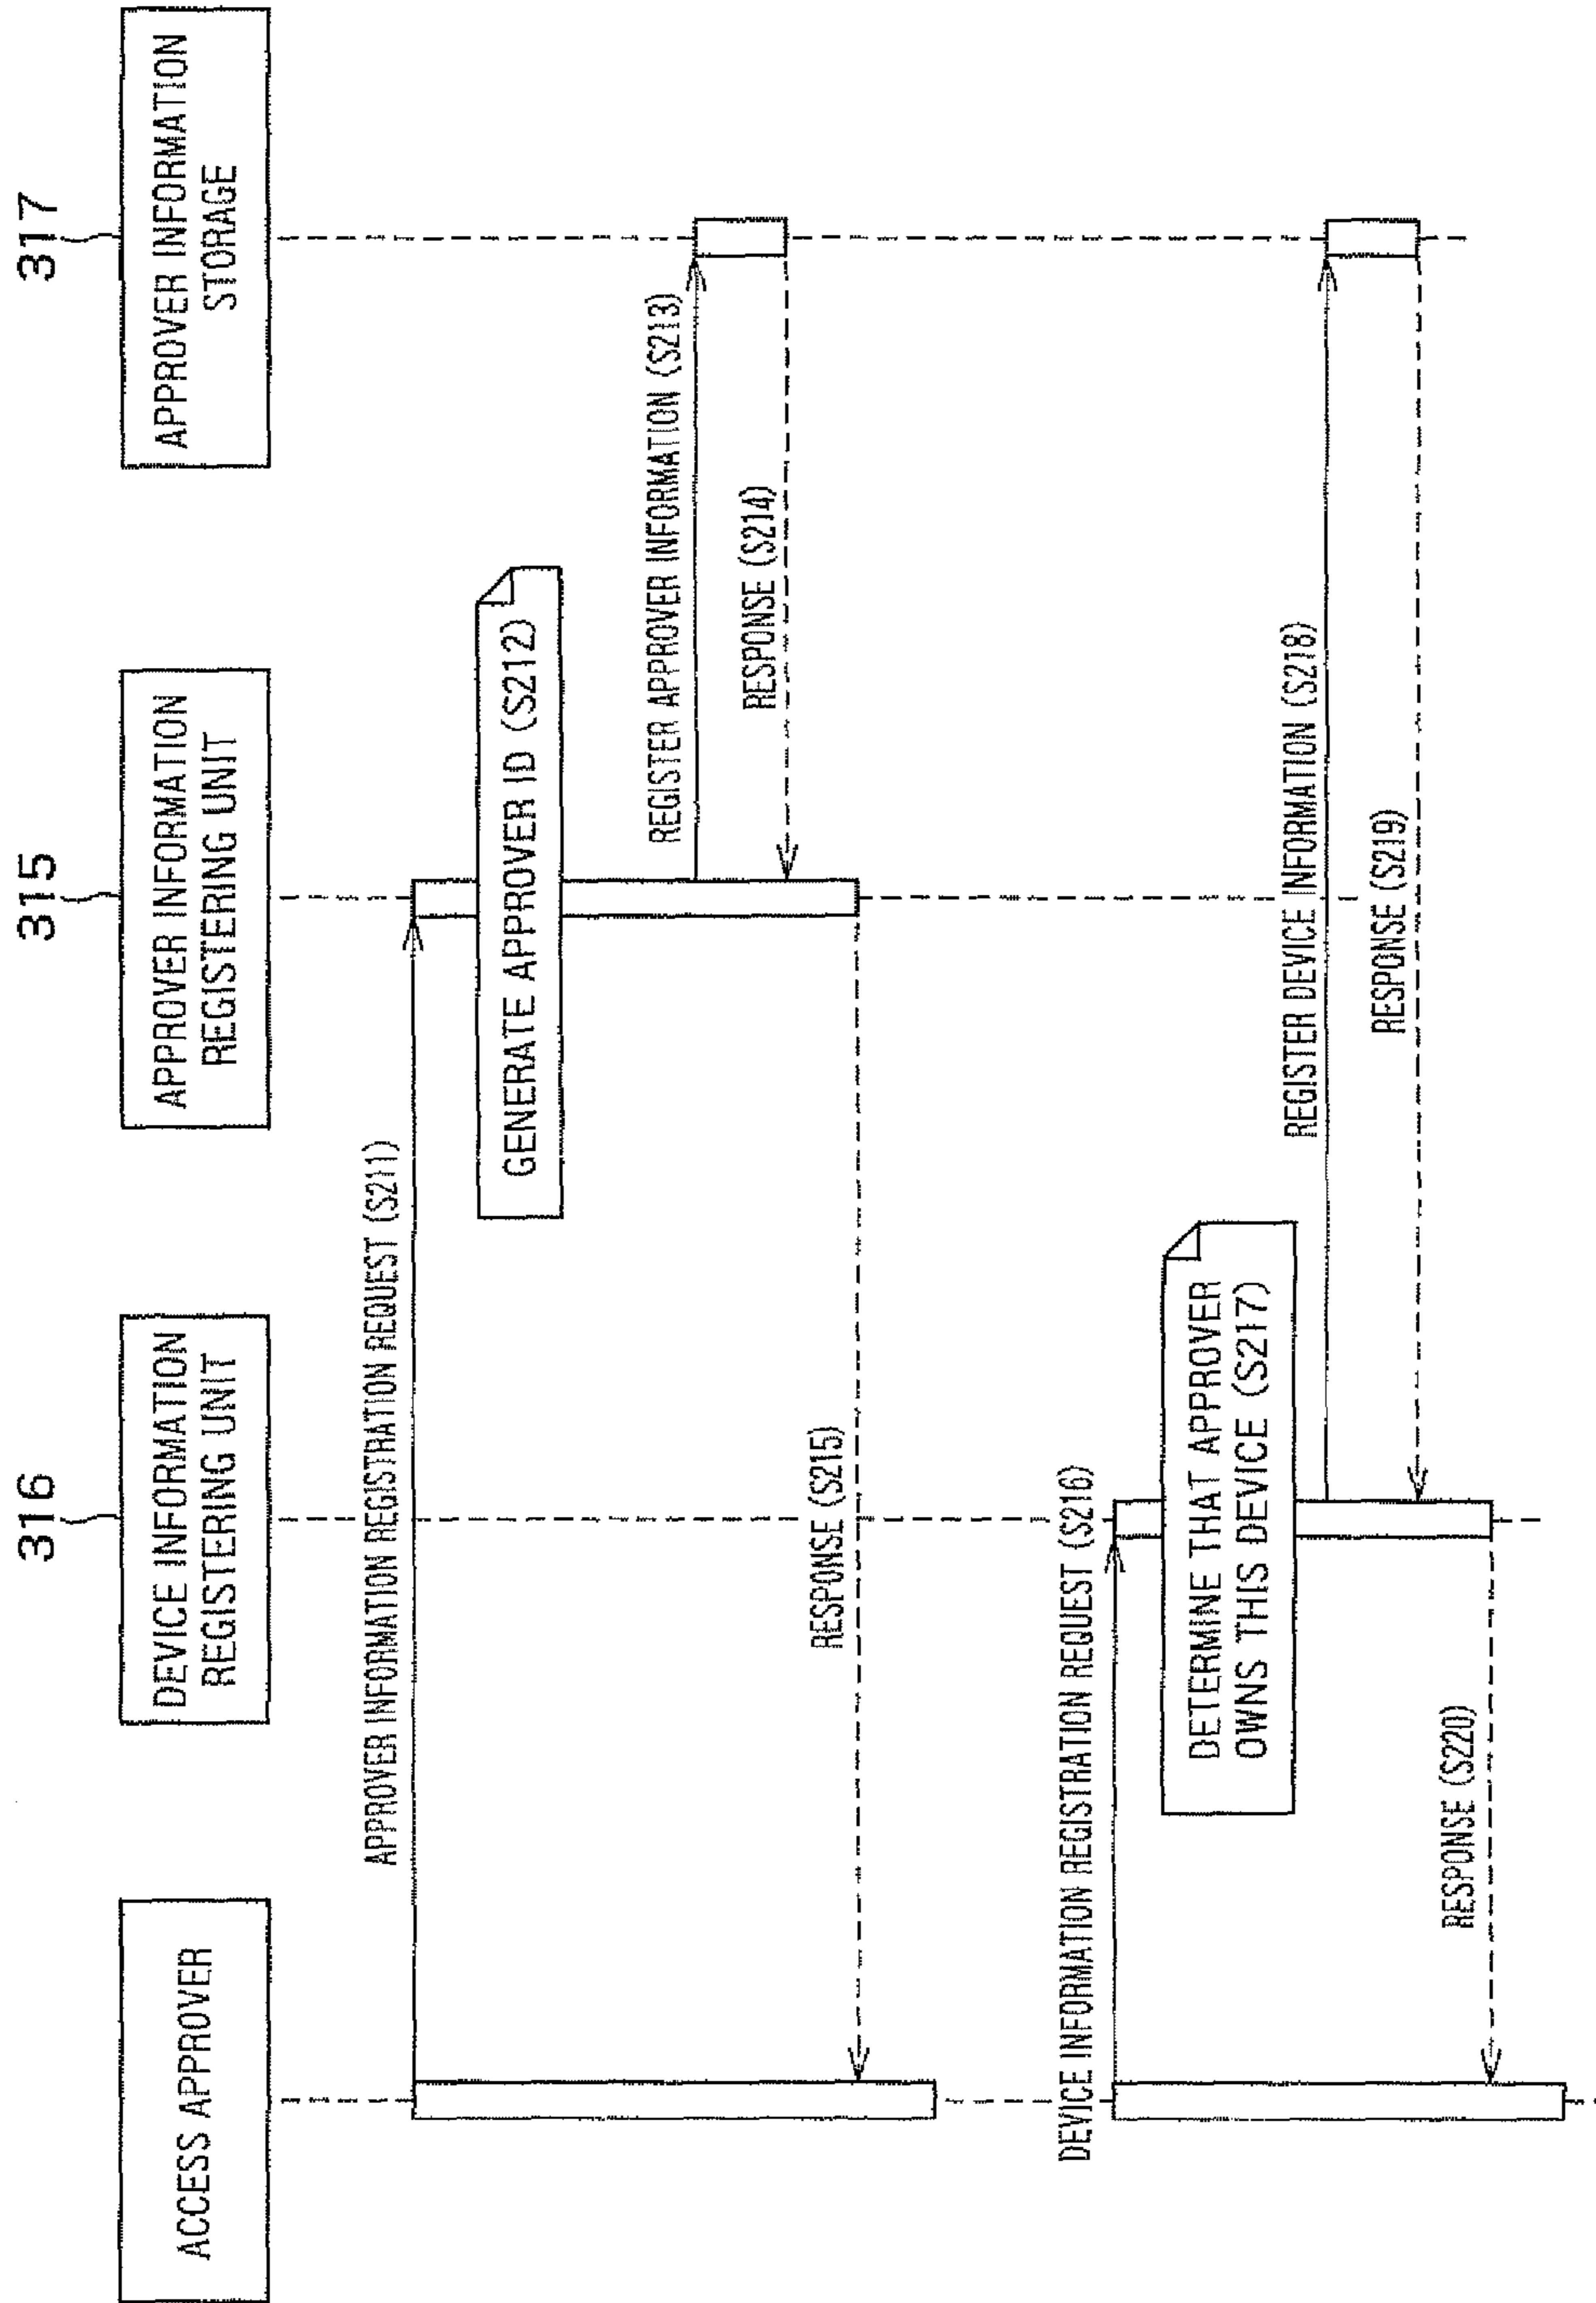 316
315
317
ACCESS APPROVER
DEVICE INFORMATION
REGISTERING UNIT
APPROVER INFORMATION
REGISTERING UNIT
APPROVER INFORMATION
STORAGE
APPROVER INFORMATION REGISTRATION REQUEST (S211)
GENERATE APPROVER ID (S212)
REGISTER APPROVER INFORMATION (S213)
RESPONSE (S214)
RESPONSE (S215)
DEVICE INFORMATION REGISTRATION REQUEST (S216)
DETERMINE THAT APPROVER
OWNS THIS DEVICE (S217)
REGISTER DEVICE INFORMATION (S218)
RESPONSE (S219)
RESPONSE (S220)